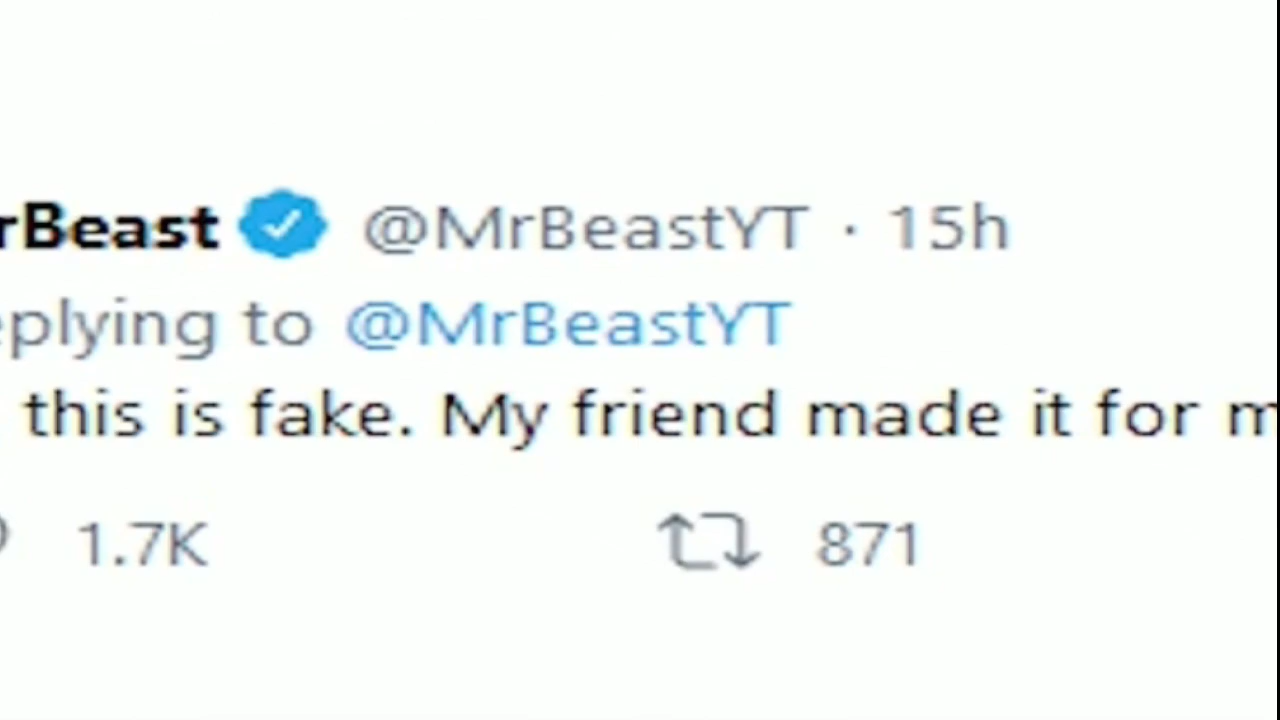 rBeast @MrBeastYT · 15h
eplying to @MrBeastYT
this is fake. My friend made it for m
1.7K 871